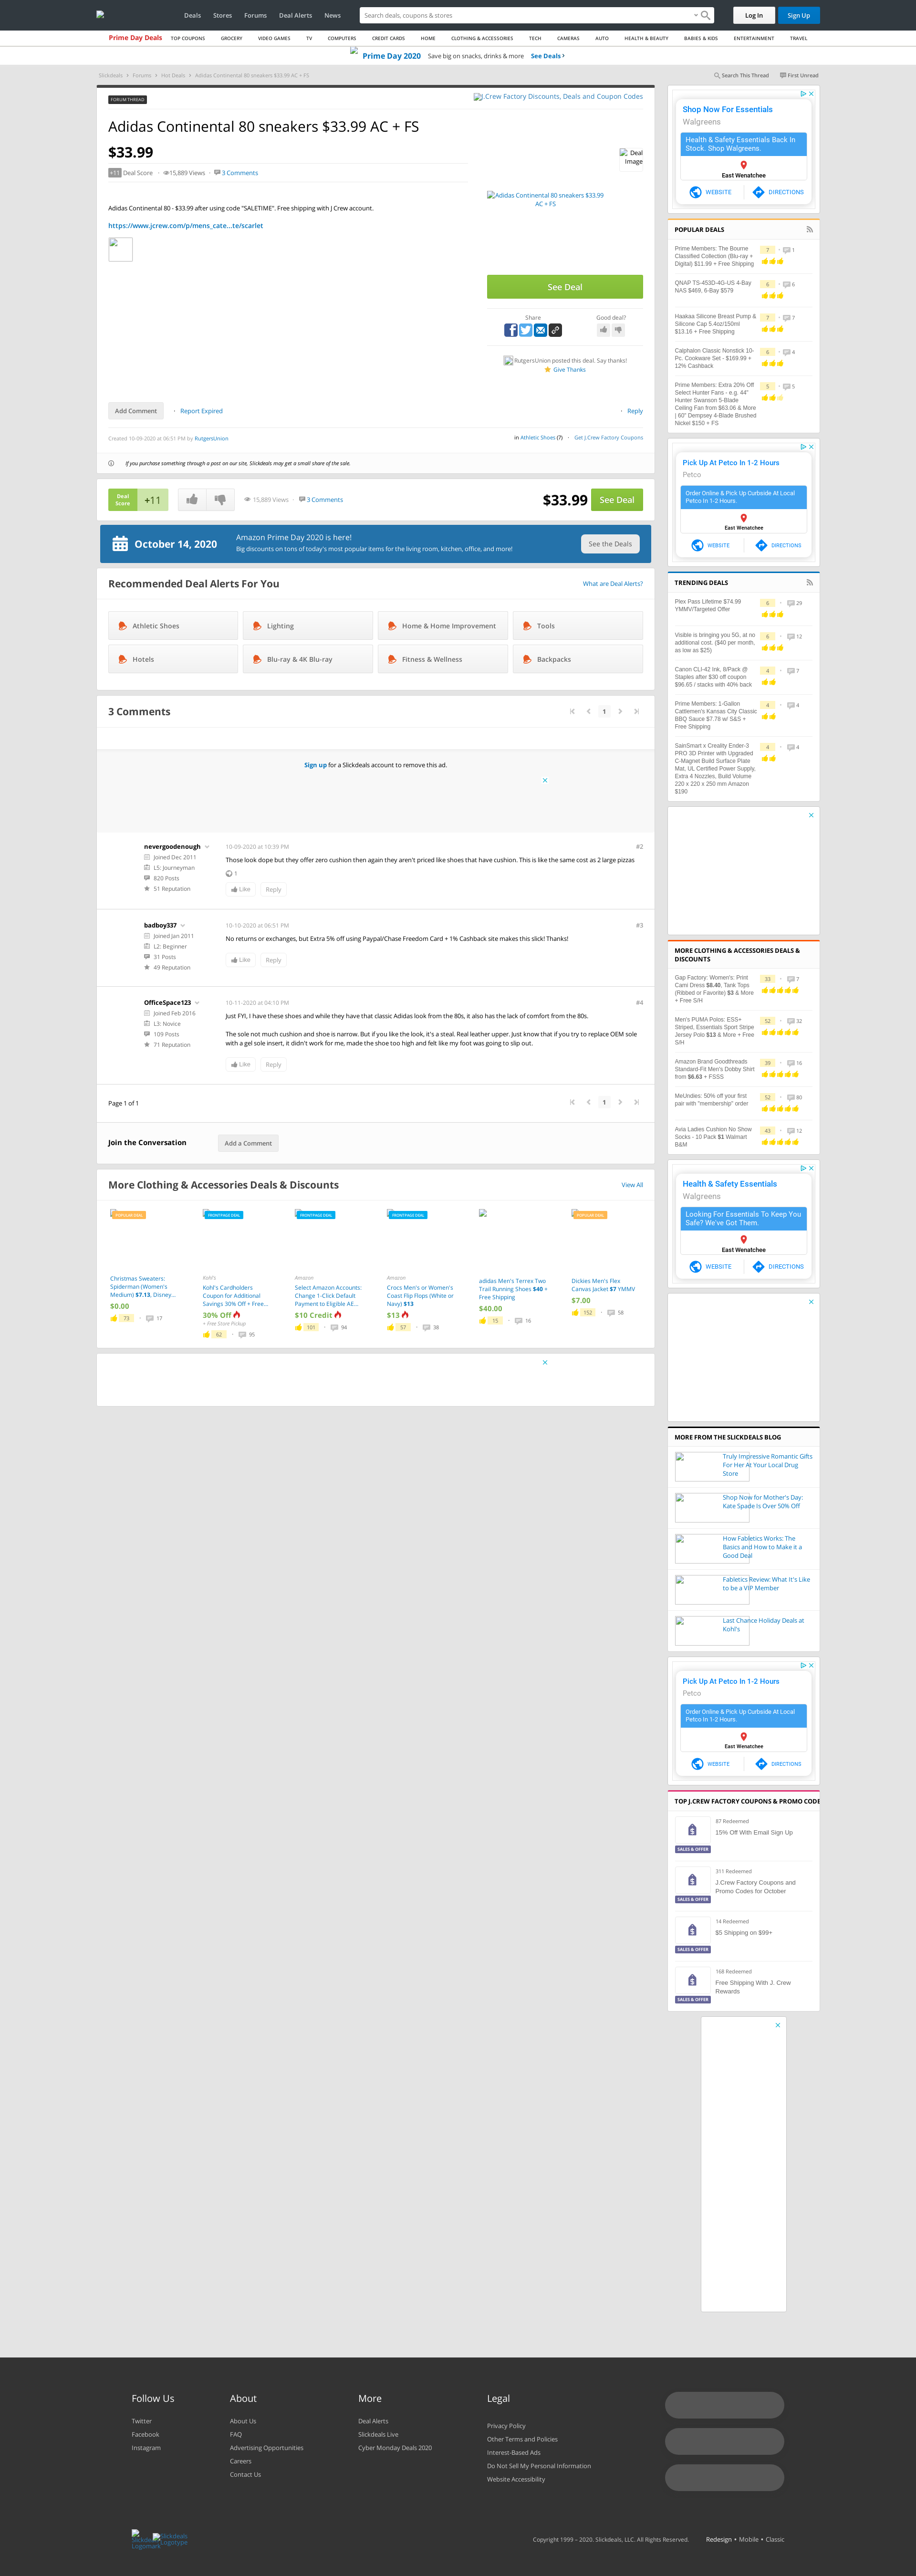 Deals Stores Forums Deal Alerts News
Search deals, coupons & stores
Log In
Sign Up
Prime Day Deals TOP COUPONS GROCERY VIDEO GAMES TV COMPUTERS CREDIT CARDS HOME CLOTHING & ACCESSORIES TECH CAMERAS AUTO HEALTH & BEAUTY BABIES & KIDS ENTERTAINMENT TRAVEL
Prime Day 2020 Save big on snacks, drinks & more See Deals
Slickdeals Forums Hot Deals Adidas Continental 80 sneakers $33.99 AC + FS
Search This Thread First Unread
FORUM THREAD
J.Crew Factory Discounts, Deals and Coupon Codes
Adidas Continental 80 sneakers $33.99 AC + FS
$33.99
+11 Deal Score 15,889 Views 3 Comments
Deal Image
Adidas Continental 80 - $33.99 after using code "SALETIME". Free shipping with J Crew account.
https://www.jcrew.com/p/mens_cate...te/scarlet
Adidas Continental 80 sneakers $33.99 AC + FS
See Deal
Share
Good deal?
RutgersUnion posted this deal. Say thanks!
Give Thanks
Add Comment
Report Expired
Reply
Created 10-09-2020 at 06:51 PM by RutgersUnion
in Athletic Shoes (7) Get J.Crew Factory Coupons
If you purchase something through a post on our site, Slickdeals may get a small share of the sale.
Deal Score +11
15,889 Views 3 Comments
$33.99 See Deal
October 14, 2020
Amazon Prime Day 2020 is here!
Big discounts on tons of today's most popular items for the living room, kitchen, office, and more!
See the Deals
Recommended Deal Alerts For You
What are Deal Alerts?
Athletic Shoes
Lighting
Home & Home Improvement
Tools
Hotels
Blu-ray & 4K Blu-ray
Fitness & Wellness
Backpacks
3 Comments
1
Sign up for a Slickdeals account to remove this ad.
nevergoodenough
Joined Dec 2011
L5: Journeyman
820 Posts
51 Reputation
10-09-2020 at 10:39 PM
#2
Those look dope but they offer zero cushion then again they aren't priced like shoes that have cushion. This is like the same cost as 2 large pizzas
1
Like Reply
badboy337
Joined Jan 2011
L2: Beginner
31 Posts
49 Reputation
10-10-2020 at 06:51 PM
#3
No returns or exchanges, but Extra 5% off using Paypal/Chase Freedom Card + 1% Cashback site makes this slick! Thanks!
Like Reply
OfficeSpace123
Joined Feb 2016
L3: Novice
109 Posts
71 Reputation
10-11-2020 at 04:10 PM
#4
Just FYI, I have these shoes and while they have that classic Adidas look from the 80s, it also has the lack of comfort from the 80s.
The sole not much cushion and shoe is narrow. But if you like the look, it's a steal. Real leather upper. Just know that if you try to replace OEM sole
with a gel sole insert, it didn't work for me, made the shoe too high and felt like my foot was going to slip out.
Like Reply
Page 1 of 1
1
Join the Conversation
Add a Comment
More Clothing & Accessories Deals & Discounts
View All
POPULAR DEAL
Christmas Sweaters:
Spiderman (Women's
Medium) $7.13, Disney...
$0.00
73 17
FRONTPAGE DEAL
Kohl's
Kohl's Cardholders
Coupon for Additional
Savings 30% Off + Free...
30% Off
+ Free Store Pickup
62 95
FRONTPAGE DEAL
Amazon
Select Amazon Accounts:
Change 1-Click Default
Payment to Eligible AE...
$10 Credit
101 94
FRONTPAGE DEAL
Amazon
Crocs Men's or Women's
Coast Flip Flops (White or
Navy) $13
$13
57 38
adidas Men's Terrex Two
Trail Running Shoes $40 +
Free Shipping
$40.00
15 16
POPULAR DEAL
Dickies Men's Flex
Canvas Jacket $7 YMMV
$7.00
152 58
Shop Now For Essentials
Walgreens
Health & Safety Essentials Back In
Stock. Shop Walgreens.
East Wenatchee
WEBSITE DIRECTIONS
POPULAR DEALS
Prime Members: The Bourne
Classified Collection (Blu-ray +
Digital) $11.99 + Free Shipping
7 1
QNAP TS-453D-4G-US 4-Bay
NAS $469, 6-Bay $579
6 6
Haakaa Silicone Breast Pump &
Silicone Cap 5.4oz/150ml
$13.16 + Free Shipping
7 7
Calphalon Classic Nonstick 10-
Pc. Cookware Set - $169.99 +
12% Cashback
6 4
Prime Members: Extra 20% Off
Select Hunter Fans - e.g. 44"
Hunter Swanson 5-Blade
Ceiling Fan from $63.06 & More
| 60" Dempsey 4-Blade Brushed
Nickel $150 + FS
5 5
Pick Up At Petco In 1-2 Hours
Petco
Order Online & Pick Up Curbside At Local
Petco In 1-2 Hours.
East Wenatchee
WEBSITE DIRECTIONS
TRENDING DEALS
Plex Pass Lifetime $74.99
YMMV/Targeted Offer
6 29
Visible is bringing you 5G, at no
additional cost. ($40 per month,
as low as $25)
6 12
Canon CLI-42 Ink, 8/Pack @
Staples after $30 off coupon
$96.65 / stacks with 40% back
4 7
Prime Members: 1-Gallon
Cattlemen's Kansas City Classic
BBQ Sauce $7.78 w/ S&S +
Free Shipping
4 4
SainSmart x Creality Ender-3
PRO 3D Printer with Upgraded
C-Magnet Build Surface Plate
Mat, UL Certified Power Supply,
Extra 4 Nozzles, Build Volume
220 x 220 x 250 mm Amazon
$190
4 4
MORE CLOTHING & ACCESSORIES DEALS &
DISCOUNTS
Gap Factory: Women's: Print
Cami Dress $8.40, Tank Tops
(Ribbed or Favorite) $3 & More
+ Free S/H
33 7
Men's PUMA Polos: ESS+
Striped, Essentials Sport Stripe
Jersey Polo $13 & More + Free
S/H
52 32
Amazon Brand Goodthreads
Standard-Fit Men's Dobby Shirt
from $6.63 + FSSS
39 16
MeUndies: 50% off your first
pair with "membership" order
52 80
Avia Ladies Cushion No Show
Socks - 10 Pack $1 Walmart
B&M
43 12
Health & Safety Essentials
Walgreens
Looking For Essentials To Keep You
Safe? We've Got Them.
East Wenatchee
WEBSITE DIRECTIONS
MORE FROM THE SLICKDEALS BLOG
Truly Impressive Romantic Gifts
For Her At Your Local Drug
Store
Shop Now for Mother's Day:
Kate Spade Is Over 50% Off
How Fabletics Works: The
Basics and How to Make it a
Good Deal
Fabletics Review: What It's Like
to be a VIP Member
Last Chance Holiday Deals at
Kohl's
Pick Up At Petco In 1-2 Hours
Petco
Order Online & Pick Up Curbside At Local
Petco In 1-2 Hours.
East Wenatchee
WEBSITE DIRECTIONS
TOP J.CREW FACTORY COUPONS & PROMO CODE
87 Redeemed
15% Off With Email Sign Up
SALES & OFFER
311 Redeemed
J.Crew Factory Coupons and
Promo Codes for October
SALES & OFFER
14 Redeemed
$5 Shipping on $99+
SALES & OFFER
168 Redeemed
Free Shipping With J. Crew
Rewards
SALES & OFFER
Follow Us
Twitter
Facebook
Instagram
About
About Us
FAQ
Advertising Opportunities
Careers
Contact Us
More
Deal Alerts
Slickdeals Live
Cyber Monday Deals 2020
Legal
Privacy Policy
Other Terms and Policies
Interest-Based Ads
Do Not Sell My Personal Information
Website Accessibility
Slickdeals Logomark
Slickdeals Logotype
Copyright 1999 - 2020. Slickdeals, LLC. All Rights Reserved. Redesign • Mobile • Classic